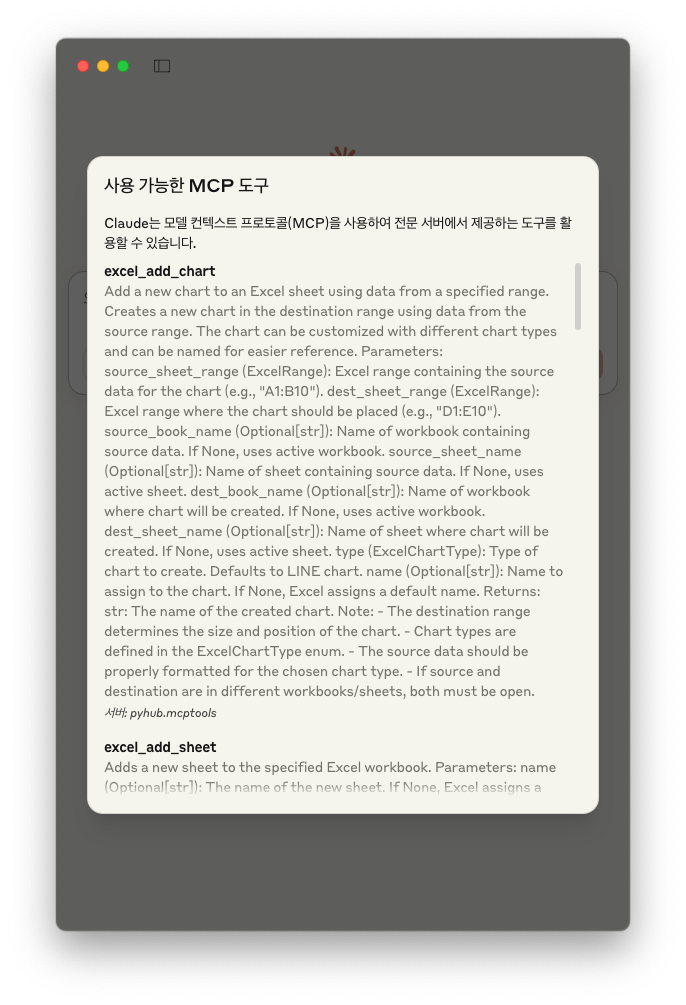 사용 가능한 MCP 도구
Claude는 모델 컨텍스트 프로토콜(MCP)을 사용하여 전문 서버에서 제공하는 도구를 활
용할 수 있습니다.
excel_add_chart
Add a new chart to an Excel sheet using data from a specified range.
Creates a new chart in the destination range using data from the
source range. The chart can be customized with different chart types
and can be named for easier reference. Parameters:
source_sheet_range (ExcelRange): Excel range containing the source
data for the chart (e.g., "A1:B10"). dest_sheet_range (ExcelRange):
Excel range where the chart should be placed (e.g., "D1:E10").
source_book_name (Optional[str]): Name of workbook containing
source data. If None, uses active workbook. source_sheet_name
(Optional[str]): Name of sheet containing source data. If None, uses
active sheet. dest_book_name (Optional[str]): Name of workbook
where chart will be created. If None, uses active workbook.
dest_sheet_name (Optional[str]): Name of sheet where chart will be
created. If None, uses active sheet. type (ExcelChartType): Type of
chart to create. Defaults to LINE chart. name (Optional[str]): Name to
assign to the chart. If None, Excel assigns a default name. Returns:
str: The name of the created chart. Note: - The destination range
determines the size and position of the chart. - Chart types are
defined in the ExcelChartType enum. - The source data should be
properly formatted for the chosen chart type. - If source and
destination are in different workbooks/sheets, both must be open.
서버: pyhub.mcptools
excel_add_sheet
Adds a new sheet to the specified Excel workbook. Parameters: name
(Optional[str]): The name of the new sheet. If None, Excel assigns a